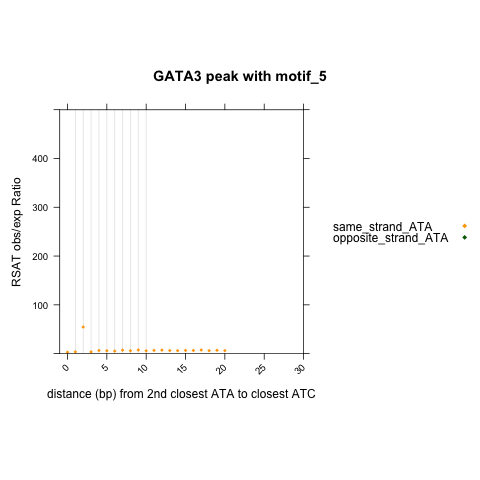 GATA3 peak with motif_5
RSAT obs/exp Ratio
400
300
200
100
0 5 10 15 20 25 30
distance (bp) from 2nd closest ATA to closest ATC
same_strand_ATA
opposite_strand_ATA